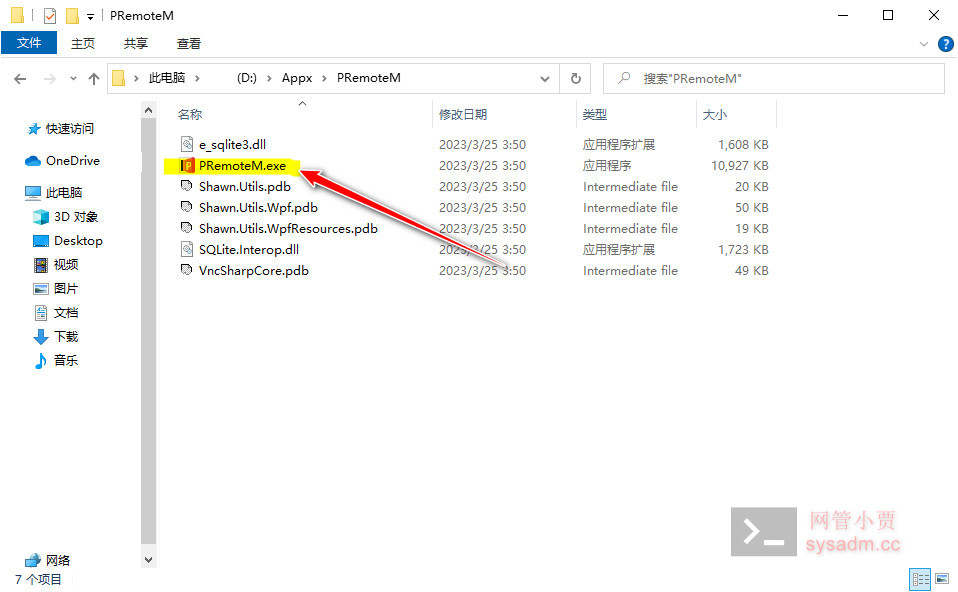 PRemoteM
文件 主页 共享 查看
此电脑 (D:) Appx PRemoteM 搜索"PRemoteM"
名称 修改日期 类型 大小
快速访问
OneDrive
此电脑
3D 对象
Desktop
视频
图片
文档
下载
音乐
网络
e_sqlite3.dll 2023/3/25 3:50 应用程序扩展 1,608 KB
PRemoteM.exe 2023/3/25 3:50 应用程序 10,927 KB
Shawn.Utils.pdb 2023/3/25 3:50 Intermediate file 20 KB
Shawn.Utils.Wpf.pdb 2023/3/25 3:50 Intermediate file 50 KB
Shawn.Utils.WpfResources.pdb 2023/3/25 3:50 Intermediate file 19 KB
SQLite.Interop.dll 2023/3/25 3:50 应用程序扩展 1,723 KB
VncSharpCore.pdb 2023/3/25 3:50 Intermediate file 49 KB
网管小贾
sysadm.cc
7 个项目